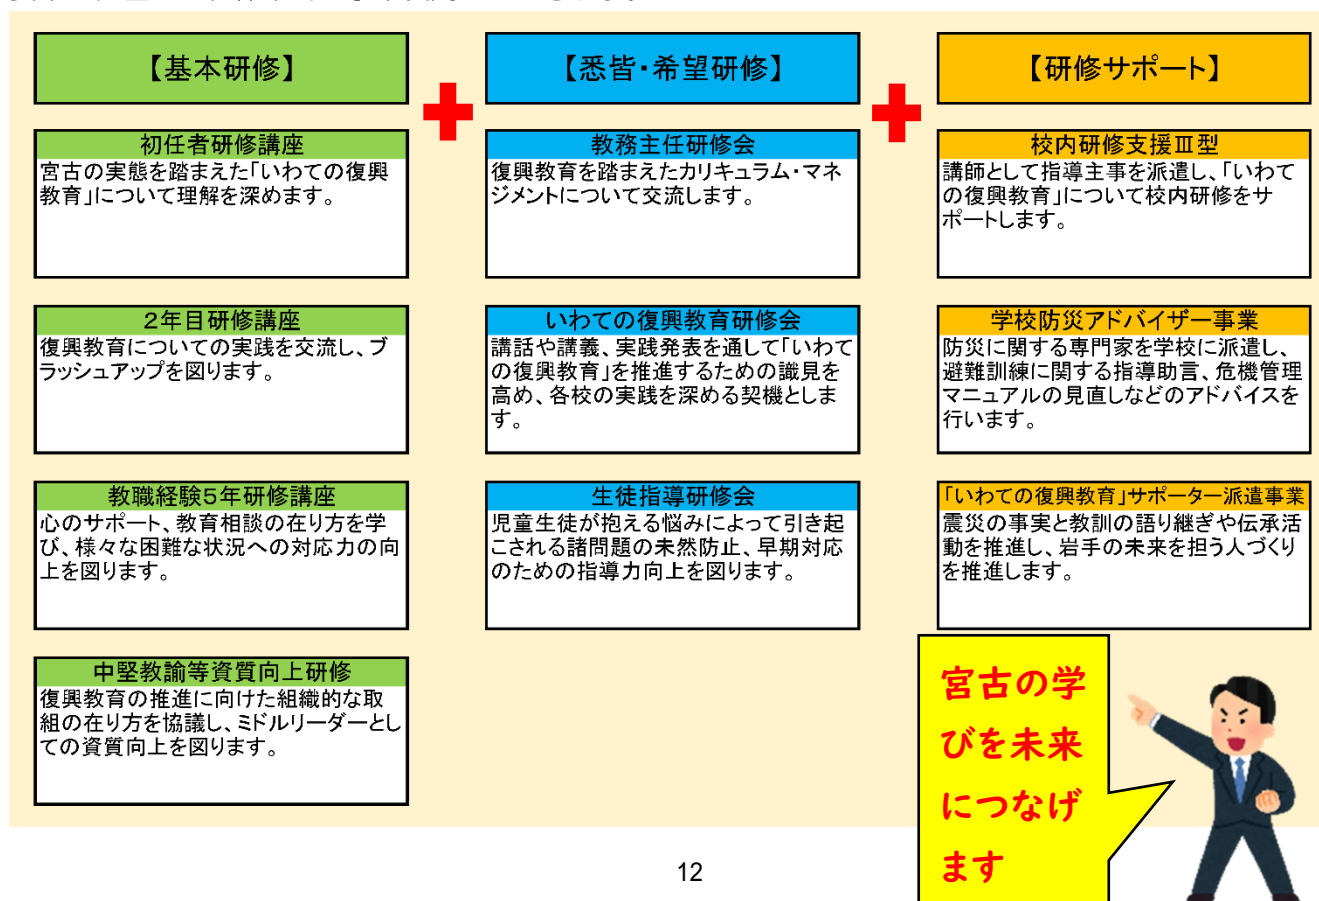 【基本研修】
初任者研修講座
宮古の実態を踏まえた「いわての復興
教育」について理解を深めます。
2年目研修講座
復興教育についての実践を交流し、ブ
ラッシュアップを図ります。
教職経験5年研修講座
心のサポート、教育相談の在り方を学
び、様々な困難な状況への対応力の向
上を図ります。
中堅教諭等資質向上研修
復興教育の推進に向けた組織的な取
組の在り方を協議し、ミドルリーダーとし
ての資質向上を図ります。
【悉皆・希望研修】
教務主任研修会
復興教育を踏まえたカリキュラム・マネ
ジメントについて交流します。
いわての復興教育研修会
講話や講義、実践発表を通して「いわて
の復興教育」を推進するための識見を
高め、各校の実践を深める契機としま
す。
生徒指導研修会
児童生徒が抱える悩みによって引き起
こされる諸問題の未然防止、早期対応
のための指導力向上を図ります。
【研修サポート】
校内研修支援Ⅲ型
講師として指導主事を派遣し、「いわて
の復興教育」について校内研修をサ
ポートします。
学校防災アドバイザー事業
防災に関する専門家を学校に派遣し、
避難訓練に関する指導助言、危機管理
マニュアルの見直しなどのアドバイスを
行います。
「いわての復興教育」サポーター派遣事業
震災の事実と教訓の語り継ぎや伝承活
動を推進し、岩手の未来を担う人づくり
を推進します。
宮古の学
びを未来
につなげ
ます
12